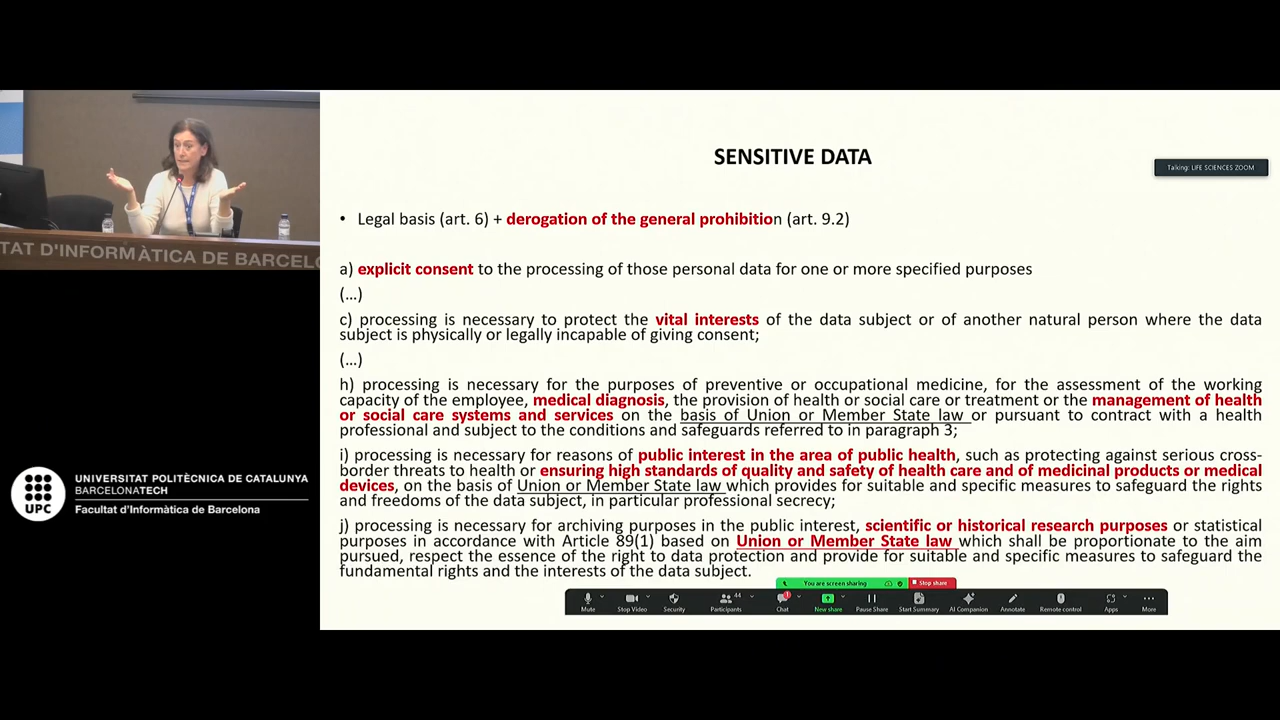 SENSITIVE DATA
Talking: LIFE SCIENCES ZOOM
• Legal basis (art. 6) + derogation of the general prohibition (art. 9.2)
a) explicit consent to the processing of those personal data for one or more specified purposes
(...)
c) processing is necessary to protect the vital interests of the data subject or of another natural person where the data
subject is physically or legally incapable of giving consent;
(...)
h) processing is necessary for the purposes of preventive or occupational medicine, for the assessment of the working
capacity of the employee, medical diagnosis, the provision of health or social care or treatment or the management of health
or social care systems and services on the basis of Union or Member State law or pursuant to contract with a health
professional and subject to the conditions and safeguards referred to in paragraph 3;
i) processing is necessary for reasons of public interest in the area of public health, such as protecting against serious cross-
border threats to health or ensuring high standards of quality and safety of health care and of medicinal products or medical
devices, on the basis of Union or Member State law which provides for suitable and specific measures to safeguard the rights
and freedoms of the data subject, in particular professional secrecy;
j) processing is necessary for archiving purposes in the public interest, scientific or historical research purposes or statistical
purposes in accordance with Article 89(1) based on Union or Member State law which shall be proportionate to the aim
pursued, respect the essence of the right to data protection and provide for suitable and specific measures to safeguard the
fundamental rights and the interests of the data subject.
You are screen sharing
Stop share
Mute
Stop Video
Security
Participants
44
Chat
1
New share
Pause Share
Start Summary
AI Companion
Annotate
Remote control
Apps
More
TAT D'INFORMÀTICA DE BARCEL
UPC
UNIVERSITAT POLITÈCNICA DE CATALUNYA
BARCELONATECH
Facultat d'Informàtica de Barcelona